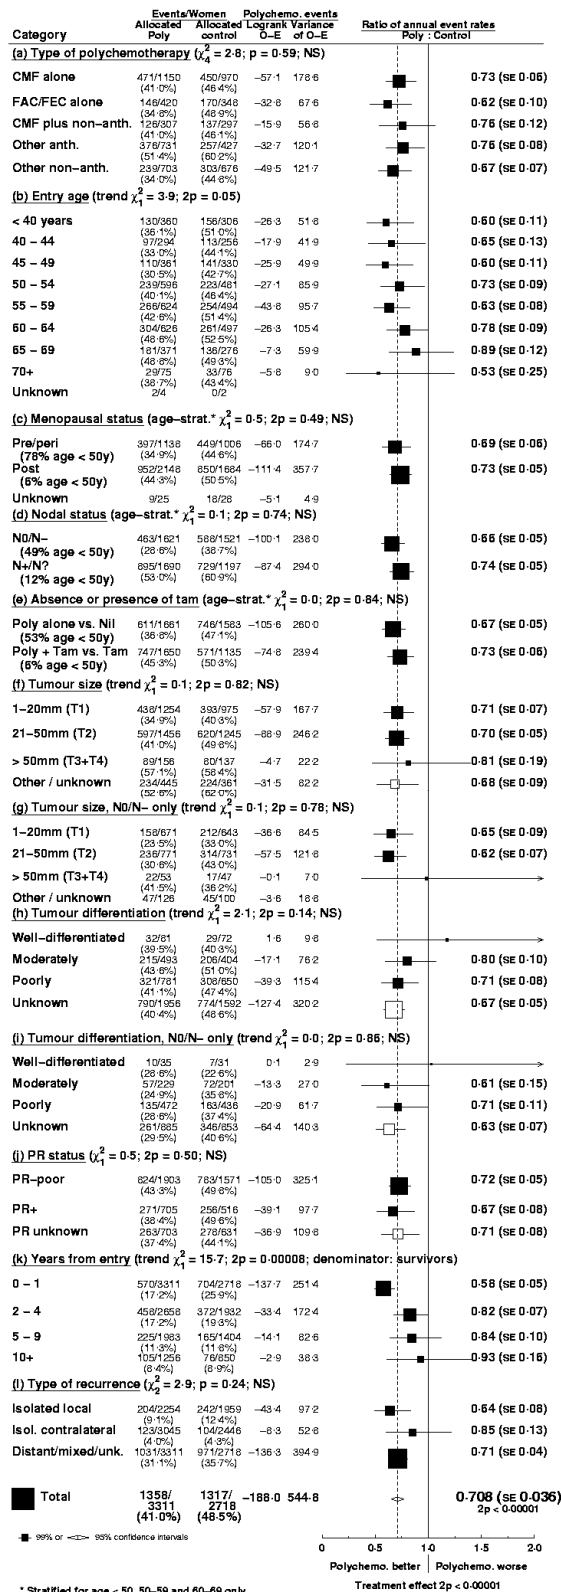 Events/Women Polychemo. events
Allocated Allocated Logrank Variance Ratio of annual event rates
Category Poly control O–E of O–E Poly : Control
(a) Type of polychemotherapy (χ²₄ = 2·8; p = 0·59; NS)
CMF alone 471/1150 450/970 –57·1 178·6 0·73 (SE 0·06)
(41·0%) (46·4%)
FAC/FEC alone 146/420 170/348 –32·8 67·6 0·62 (SE 0·10)
(34·8%) (48·9%)
CMF plus non–anth. 126/307 137/297 –15·9 56·8 0·76 (SE 0·12)
(41·0%) (46·1%)
Other anth. 376/731 257/427 –32·7 120·1 0·76 (SE 0·08)
(51·4%) (60·2%)
Other non–anth. 239/703 303/676 –49·5 121·7 0·67 (SE 0·07)
(34·0%) (44·8%)
(b) Entry age (trend χ²₁ = 3·9; 2p = 0·05)
< 40 years 130/360 156/306 –26·3 51·6 0·60 (SE 0·11)
(36·1%) (51·0%)
40 – 44 97/294 113/256 –17·9 41·9 0·65 (SE 0·13)
(33·0%) (44·1%)
45 – 49 110/361 141/330 –25·9 49·9 0·60 (SE 0·11)
(30·5%) (42·7%)
50 – 54 239/596 223/481 –27·1 85·9 0·73 (SE 0·09)
(40·1%) (46·4%)
55 – 59 266/624 254/494 –43·8 95·7 0·63 (SE 0·08)
(42·6%) (51·4%)
60 – 64 304/626 261/497 –26·3 105·4 0·78 (SE 0·09)
(48·6%) (52·5%)
65 – 69 181/371 136/276 –7·3 59·9 0·89 (SE 0·12)
(48·8%) (49·3%)
70+ 29/75 33/76 –5·8 9·0 0·53 (SE 0·25)
(38·7%) (43·4%)
Unknown 2/4 0/2
(c) Menopausal status (age–strat.* χ²₁ = 0·5; 2p = 0·49; NS)
Pre/peri 397/1138 449/1006 –66·0 174·7 0·69 (SE 0·06)
(78% age < 50y) (34·9%) (44·6%)
Post 952/2148 850/1684 –111·4 357·7 0·73 (SE 0·05)
(6% age < 50y) (44·3%) (50·5%)
Unknown 9/25 18/28 –5·1 4·9
(d) Nodal status (age–strat.* χ²₁ = 0·1; 2p = 0·74; NS)
N0/N– 463/1621 588/1521 –100·1 238·0 0·66 (SE 0·05)
(49% age < 50y) (28·6%) (38·7%)
N+/N? 895/1690 729/1197 –87·4 294·0 0·74 (SE 0·05)
(12% age < 50y) (53·0%) (60·9%)
(e) Absence or presence of tam (age–strat.* χ²₁ = 0·0; 2p = 0·84; NS)
Poly alone vs. Nil 611/1661 746/1583 –105·6 260·0 0·67 (SE 0·05)
(53% age < 50y) (36·8%) (47·1%)
Poly + Tam vs. Tam 747/1650 571/1135 –74·8 239·4 0·73 (SE 0·06)
(6% age < 50y) (45·3%) (50·3%)
(f) Tumour size (trend χ²₁ = 0·1; 2p = 0·82; NS)
1–20mm (T1) 438/1254 393/975 –57·9 167·7 0·71 (SE 0·07)
(34·9%) (40·3%)
21–50mm (T2) 597/1456 620/1245 –88·9 246·2 0·70 (SE 0·05)
(41·0%) (49·8%)
> 50mm (T3+T4) 89/156 80/137 –4·7 22·2 0·81 (SE 0·19)
(57·1%) (58·4%)
Other / unknown 234/445 224/361 –31·5 82·2 0·68 (SE 0·09)
(52·6%) (62·0%)
(g) Tumour size, N0/N– only (trend χ²₁ = 0·1; 2p = 0·78; NS)
1–20mm (T1) 158/671 212/643 –36·6 84·5 0·65 (SE 0·09)
(23·5%) (33·0%)
21–50mm (T2) 236/771 314/731 –57·5 121·6 0·62 (SE 0·07)
(30·6%) (43·0%)
> 50mm (T3+T4) 22/53 17/47 –0·1 7·0
(41·5%) (36·2%)
Other / unknown 47/126 45/100 –3·6 18·6
(h) Tumour differentiation (trend χ²₁ = 2·1; 2p = 0·14; NS)
Well–differentiated 32/81 29/72 1·6 9·8
(39·5%) (40·3%)
Moderately 215/493 206/404 –17·1 76·2 0·80 (SE 0·10)
(43·6%) (51·0%)
Poorly 321/781 308/650 –39·3 115·4 0·71 (SE 0·08)
(41·1%) (47·4%)
Unknown 790/1956 774/1592 –127·4 320·2 0·67 (SE 0·05)
(40·4%) (48·6%)
(i) Tumour differentiation, N0/N– only (trend χ²₁ = 0·0; 2p = 0·86; NS)
Well–differentiated 10/35 7/31 0·1 2·9
(28·6%) (22·6%)
Moderately 57/229 72/201 –13·3 27·0 0·61 (SE 0·15)
(24·9%) (35·8%)
Poorly 135/472 163/436 –20·9 61·7 0·71 (SE 0·11)
(28·6%) (37·4%)
Unknown 261/885 346/853 –64·4 140·3 0·63 (SE 0·07)
(29·5%) (40·6%)
(j) PR status (χ²₁ = 0·5; 2p = 0·50; NS)
PR–poor 824/1903 783/1571 –105·0 325·1 0·72 (SE 0·05)
(43·3%) (49·8%)
PR+ 271/705 256/516 –39·1 97·7 0·67 (SE 0·08)
(38·4%) (49·6%)
PR unknown 263/703 278/631 –36·9 109·8 0·71 (SE 0·08)
(37·4%) (44·1%)
(k) Years from entry (trend χ²₁ = 15·7; 2p = 0·00008; denominator: survivors)
0 – 1 570/3311 704/2718 –137·7 251·4 0·58 (SE 0·05)
(17·2%) (25·9%)
2 – 4 458/2658 372/1932 –33·4 172·4 0·82 (SE 0·07)
(17·2%) (19·3%)
5 – 9 225/1983 165/1404 –14·1 82·6 0·84 (SE 0·10)
(11·3%) (11·8%)
10+ 105/1256 76/850 –2·9 38·3 0·93 (SE 0·16)
(8·4%) (8·9%)
(l) Type of recurrence (χ²₂ = 2·9; p = 0·24; NS)
Isolated local 204/2254 242/1959 –43·4 97·2 0·64 (SE 0·08)
(9·1%) (12·4%)
Isol. contralateral 123/3045 104/2446 –8·3 52·8 0·85 (SE 0·13)
(4·0%) (4·3%)
Distant/mixed/unk. 1031/3311 971/2718 –136·3 394·9 0·71 (SE 0·04)
(31·1%) (35·7%)
Total 1358/ 1317/ –188·0 544·8 0·708 (SE 0·036)
3311 2718 2p < 0·00001
(41·0%) (48·5%)
99% or 95% confidence intervals
0 0·5 1·0 1·5 2·0
Polychemo. better Polychemo. worse
Treatment effect 2p < 0·00001
* Stratified for age < 50, 50–59 and 60–69 only